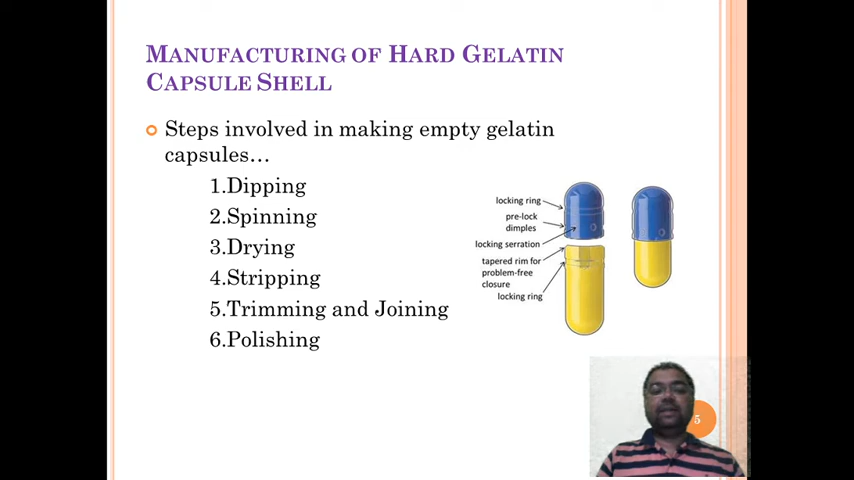 MANUFACTURING OF HARD GELATIN
CAPSULE SHELL
Steps involved in making empty gelatin
capsules...
1.Dipping
2.Spinning
3.Drying
4.Stripping
5.Trimming and Joining
6.Polishing
locking ring
pre-lock
dimples
locking serration
tapered rim for
problem-free
closure
locking ring
5